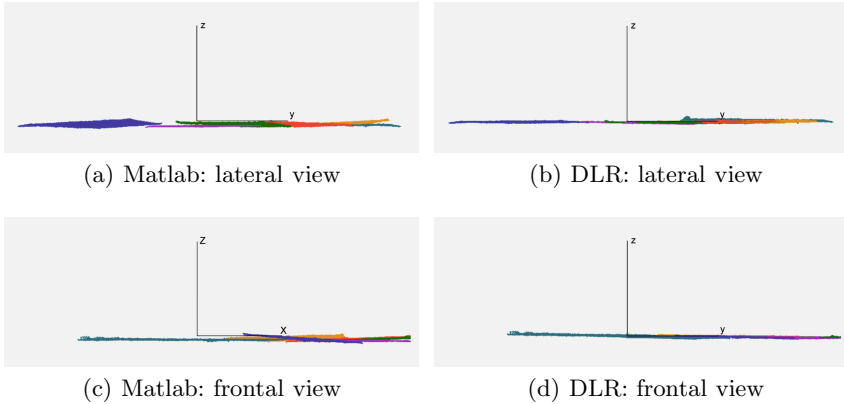 z
z
y
y
(a) Matlab: lateral view
(b) DLR: lateral view
Z
z
X
y
(c) Matlab: frontal view
(d) DLR: frontal view